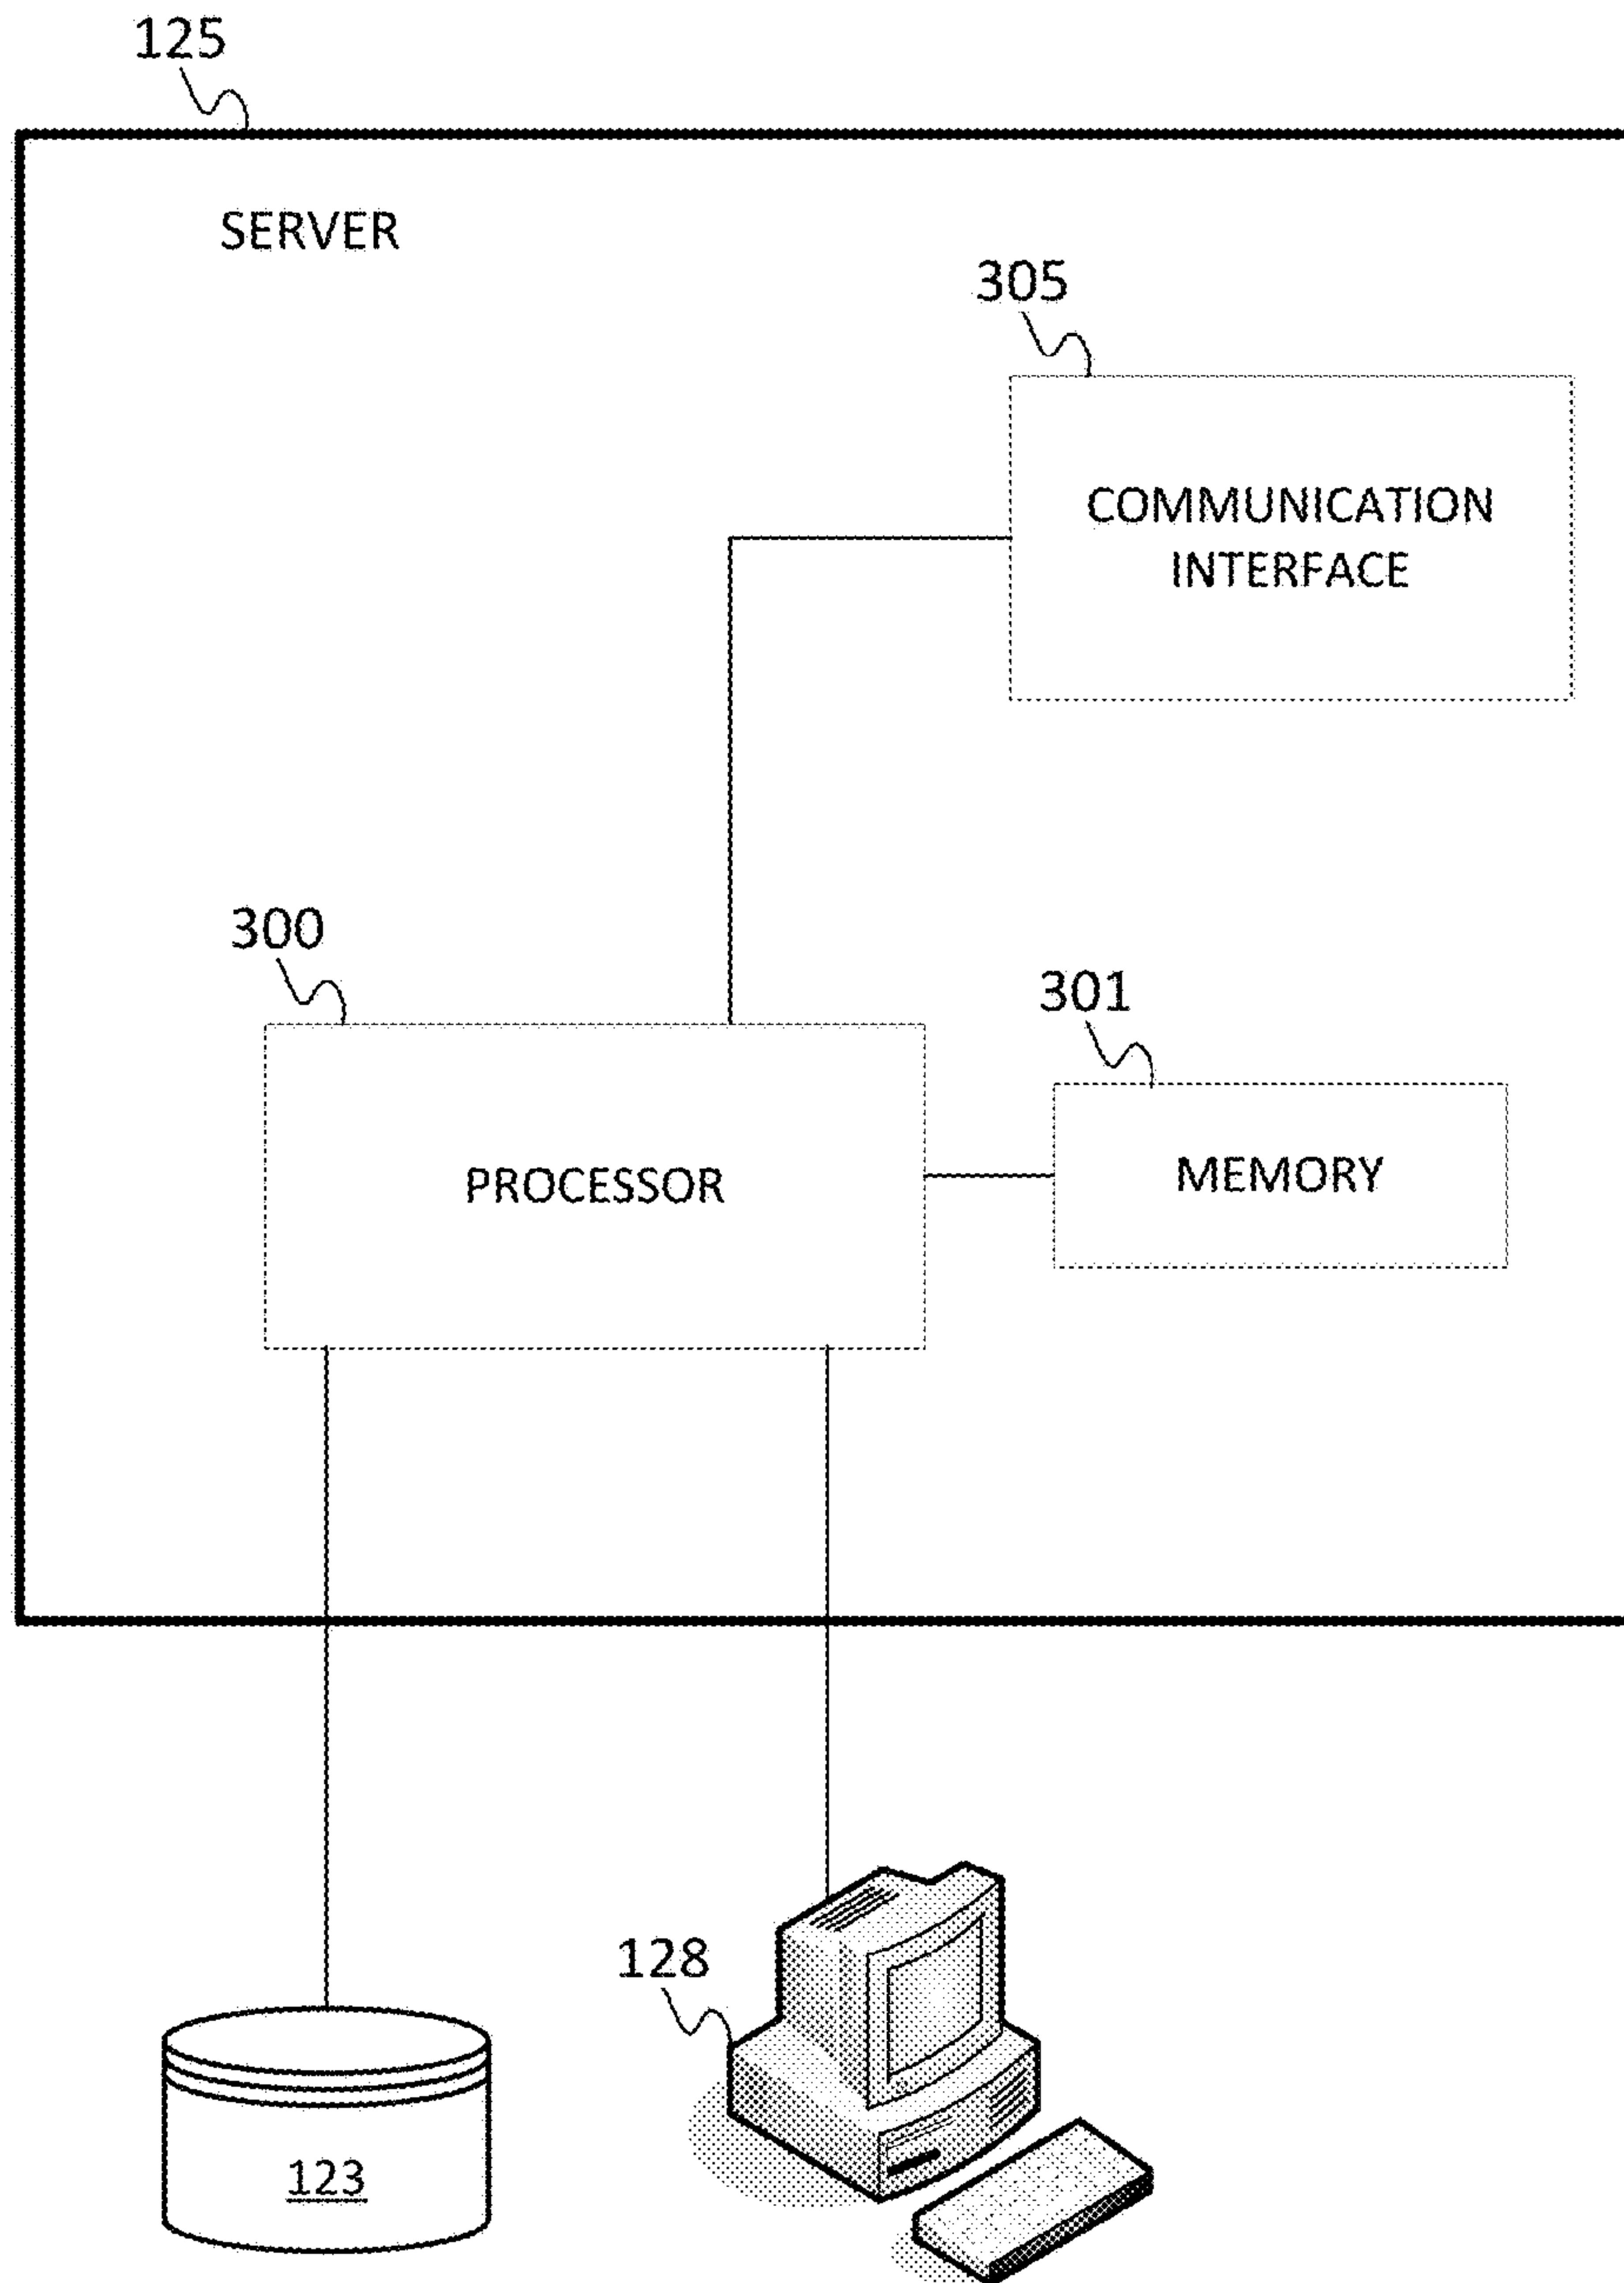 125
SERVER
305
COMMUNICATION
INTERFACE
300
301
PROCESSOR
MEMORY
128
123